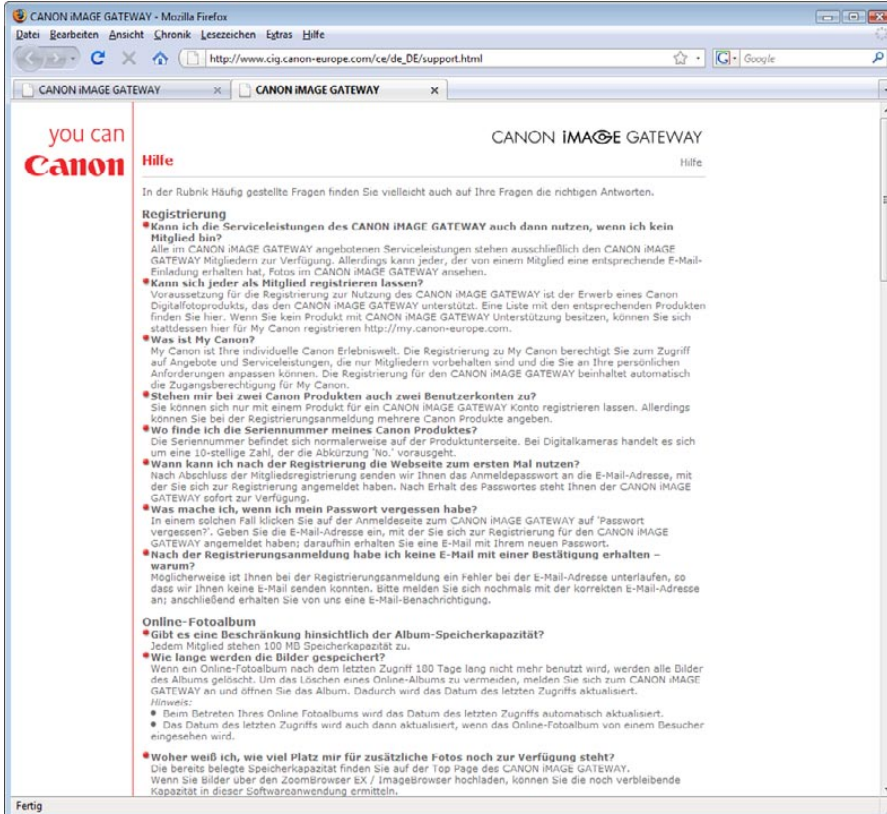 CANON iMAGE GATEWAY - Mozilla Firefox
Datei Bearbeiten Ansicht Chronik Lesezeichen Extras Hilfe
http://www.cig.canon-europe.com/ce/de_DE/support.html
G Google
CANON iMAGE GATEWAY
CANON iMAGE GATEWAY
you can
Canon
CANON iMAGE GATEWAY
Hilfe
Hilfe
In der Rubrik Häufig gestellte Fragen finden Sie vielleicht auch auf Ihre Fragen die richtigen Antworten.
Registrierung
Kann ich die Serviceleistungen des CANON iMAGE GATEWAY auch dann nutzen, wenn ich kein
Mitglied bin?
Alle im CANON iMAGE GATEWAY angebotenen Serviceleistungen stehen ausschließlich den CANON iMAGE
GATEWAY Mitgliedern zur Verfügung. Allerdings kann jeder, der von einem Mitglied eine entsprechende E-Mail-
Einladung erhalten hat, Fotos im CANON iMAGE GATEWAY ansehen.
Kann sich jeder als Mitglied registrieren lassen?
Voraussetzung für die Registrierung zur Nutzung des CANON iMAGE GATEWAY ist der Erwerb eines Canon
Digitalfotoprodukts, das den CANON iMAGE GATEWAY unterstützt. Eine Liste mit den entsprechenden Produkten
finden Sie hier. Wenn Sie kein Produkt mit CANON iMAGE GATEWAY Unterstützung besitzen, können Sie sich
stattdessen hier für My Canon registrieren http://my.canon-europe.com.
Was ist My Canon?
My Canon ist Ihre individuelle Canon Erlebniswelt. Die Registrierung zu My Canon berechtigt Sie zum Zugriff
auf Angebote und Serviceleistungen, die nur Mitgliedern vorbehalten sind und die Sie an Ihre persönlichen
Anforderungen anpassen können. Die Registrierung für den CANON iMAGE GATEWAY beinhaltet automatisch
die Zugangsberechtigung für My Canon.
Stehen mir bei zwei Canon Produkten auch zwei Benutzerkonten zu?
Sie können sich nur mit einem Produkt für ein CANON iMAGE GATEWAY Konto registrieren lassen. Allerdings
können Sie bei der Registrierungsanmeldung mehrere Canon Produkte angeben.
Wo finde ich die Seriennummer meines Canon Produktes?
Die Seriennummer befindet sich normalerweise auf der Produktunterseite. Bei Digitalkameras handelt es sich
um eine 10-stellige Zahl, der die Abkürzung 'No.' vorausgeht.
Wann kann ich nach der Registrierung die Webseite zum ersten Mal nutzen?
Nach Abschluss der Mitgliedsregistrierung senden wir Ihnen das Anmeldepasswort an die E-Mail-Adresse, mit
der Sie sich zur Registrierung angemeldet haben. Nach Erhalt des Passwortes steht Ihnen der CANON iMAGE
GATEWAY sofort zur Verfügung.
Was mache ich, wenn ich mein Passwort vergessen habe?
In einem solchen Fall klicken Sie auf der Anmeldeseite zum CANON iMAGE GATEWAY auf 'Passwort
vergessen?'. Geben Sie die E-Mail-Adresse ein, mit der Sie sich zur Registrierung für den CANON iMAGE
GATEWAY angemeldet haben; daraufhin erhalten Sie eine E-Mail mit Ihrem neuen Passwort.
Nach der Registrierungsanmeldung habe ich keine E-Mail mit einer Bestätigung erhalten –
warum?
Möglicherweise ist Ihnen bei der Registrierungsanmeldung ein Fehler bei der E-Mail-Adresse unterlaufen, so
dass wir Ihnen keine E-Mail senden konnten. Bitte melden Sie sich nochmals mit der korrekten E-Mail-Adresse
an; anschließend erhalten Sie von uns eine E-Mail-Benachrichtigung.
Online-Fotoalbum
Gibt es eine Beschränkung hinsichtlich der Album-Speicherkapazität?
Jedem Mitglied stehen 100 MB Speicherkapazität zu.
Wie lange werden die Bilder gespeichert?
Wenn ein Online-Fotoalbum nach dem letzten Zugriff 180 Tage lang nicht mehr benutzt wird, werden alle Bilder
des Albums gelöscht. Um das Löschen eines Online-Albums zu vermeiden, melden Sie sich zum CANON iMAGE
GATEWAY an und öffnen Sie das Album. Dadurch wird das Datum des letzten Zugriffs aktualisiert.
Hinweis:
Beim Betreten Ihres Online Fotoalbums wird das Datum des letzten Zugriffs automatisch aktualisiert.
Das Datum des letzten Zugriffs wird auch dann aktualisiert, wenn das Online-Fotoalbum von einem Besucher
eingesehen wird.
Woher weiß ich, wie viel Platz mir für zusätzliche Fotos noch zur Verfügung steht?
Die bereits belegte Speicherkapazität finden Sie auf der Top Page des CANON iMAGE GATEWAY.
Wenn Sie Bilder über den ZoomBrowser EX / ImageBrowser hochladen, können Sie die noch verbleibende
Kapazität in dieser Softwareanwendung ermitteln.
Fertig